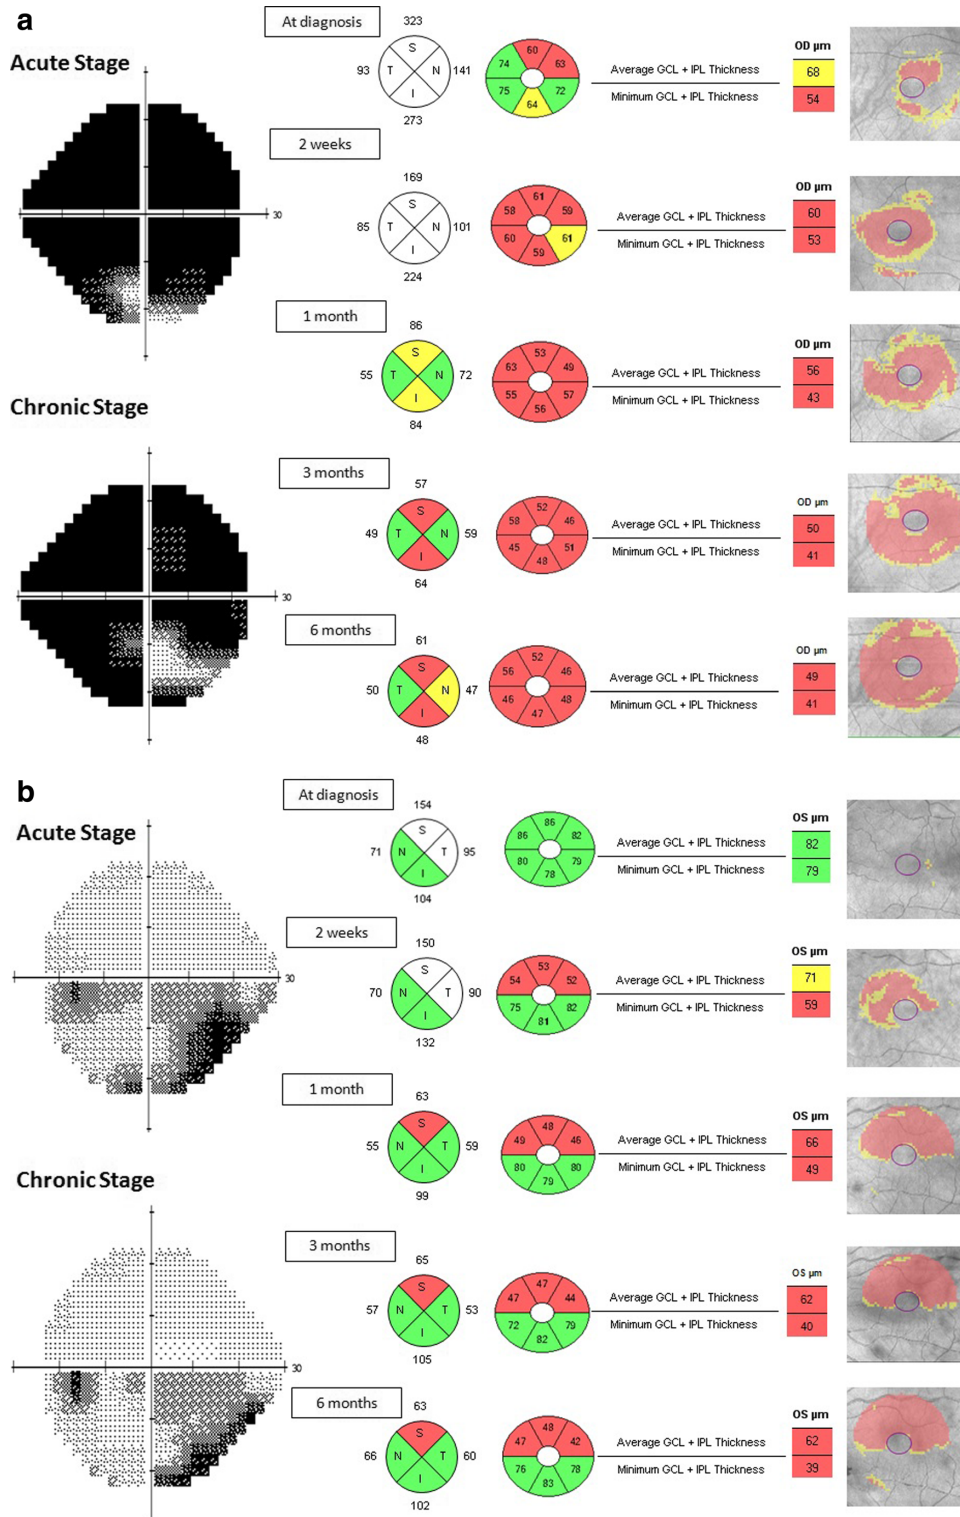 a
At diagnosis
Acute Stage
323
S
93 T N 141
I
273
60
74 63
75 72
64
Average GCL + IPL Thickness
Minimum GCL + IPL Thickness
OD µm
68
54
30
2 weeks
169
S
85 T N 101
I
224
61
58 59
60 61
59
Average GCL + IPL Thickness
Minimum GCL + IPL Thickness
OD µm
60
53
1 month
86
S
55 T N 72
I
84
53
63 49
55 57
56
Average GCL + IPL Thickness
Minimum GCL + IPL Thickness
OD µm
56
43
Chronic Stage
30
3 months
57
S
49 T N 59
I
64
52
58 46
45 51
48
Average GCL + IPL Thickness
Minimum GCL + IPL Thickness
OD µm
50
41
6 months
61
S
50 T N 47
I
48
52
56 46
46 48
47
Average GCL + IPL Thickness
Minimum GCL + IPL Thickness
OD µm
49
41
b
At diagnosis
Acute Stage
154
S
71 N T 95
I
104
86
86 82
80 79
78
Average GCL + IPL Thickness
Minimum GCL + IPL Thickness
OS µm
82
79
30
2 weeks
150
S
70 N T 90
I
132
53
54 52
75 82
81
Average GCL + IPL Thickness
Minimum GCL + IPL Thickness
OS µm
71
59
1 month
63
S
55 N T 59
I
99
48
49 46
80 80
79
Average GCL + IPL Thickness
Minimum GCL + IPL Thickness
OS µm
66
49
Chronic Stage
30
3 months
65
S
57 N T 53
I
105
47
47 44
72 79
82
Average GCL + IPL Thickness
Minimum GCL + IPL Thickness
OS µm
62
40
6 months
63
S
66 N T 60
I
102
48
47 42
76 78
83
Average GCL + IPL Thickness
Minimum GCL + IPL Thickness
OS µm
62
39